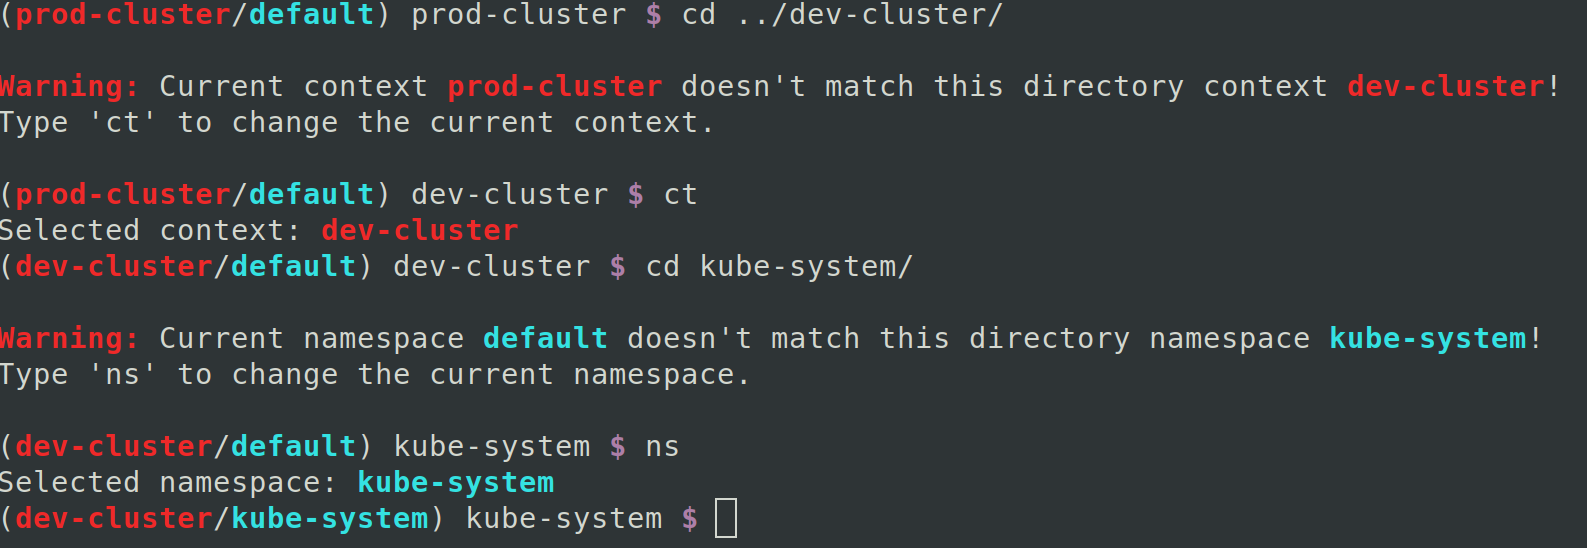 (prod-cluster/default) prod-cluster $ cd ../dev-cluster/
Warning: Current context prod-cluster doesn't match this directory context dev-cluster!
Type 'ct' to change the current context.
(prod-cluster/default) dev-cluster $ ct
Selected context: dev-cluster
(dev-cluster/default) dev-cluster $ cd kube-system/
Warning: Current namespace default doesn't match this directory namespace kube-system!
Type 'ns' to change the current namespace.
(dev-cluster/default) kube-system $ ns
Selected namespace: kube-system
(dev-cluster/kube-system) kube-system $